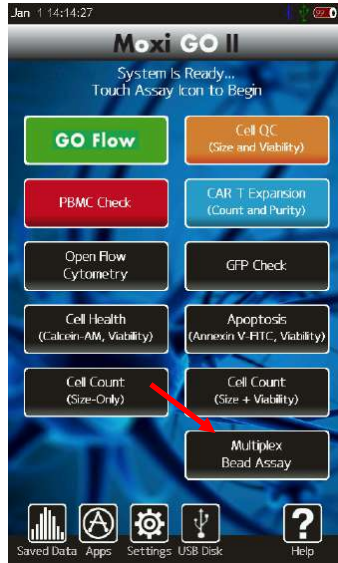 Jan 1 14:14:27
Moxi GO II
System Is Ready...
Touch Assay Icon to Begin
GO Flow
Cell QC
(Size and Viability)
PBMC Check
CAR T Expansion
(Count and Purity)
Open Flow
Cytometry
GFP Check
Cell Health
(Calcein-AM, Viability)
Apoptosis
(Annexin V-FITC, Viability)
Cell Count
(Size-Only)
Cell Count
(Size + Viability)
Multiplex
Bead Assay
Saved Data
Apps
Settings
USB Disk
?
Help